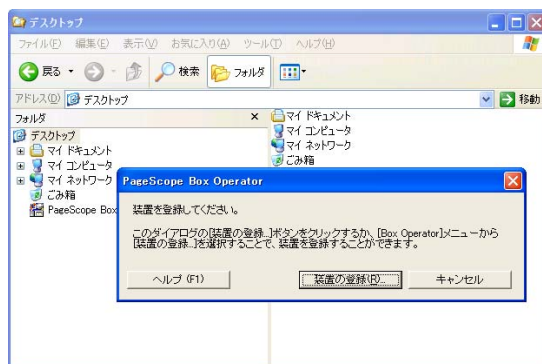 デスクトップ
ファイル(F) 編集(E) 表示(V) お気に入り(A) ツール(T) ヘルプ(H)
戻る 検索 フォルダ
アドレス(D) デスクトップ 移動
フォルダ ×
デスクトップ
マイ ドキュメント
マイ コンピュータ
マイ ネットワーク
ごみ箱
PageScope Box
マイ ドキュメント
マイ コンピュータ
マイ ネットワーク
ごみ箱
PageScope Box Operator
装置を登録してください。
このダイアログの[装置の登録...]ボタンをクリックするか、[Box Operator]メニューから
[装置の登録...]を選択することで、装置を登録することができます。
ヘルプ (F1) 装置の登録(R)... キャンセル